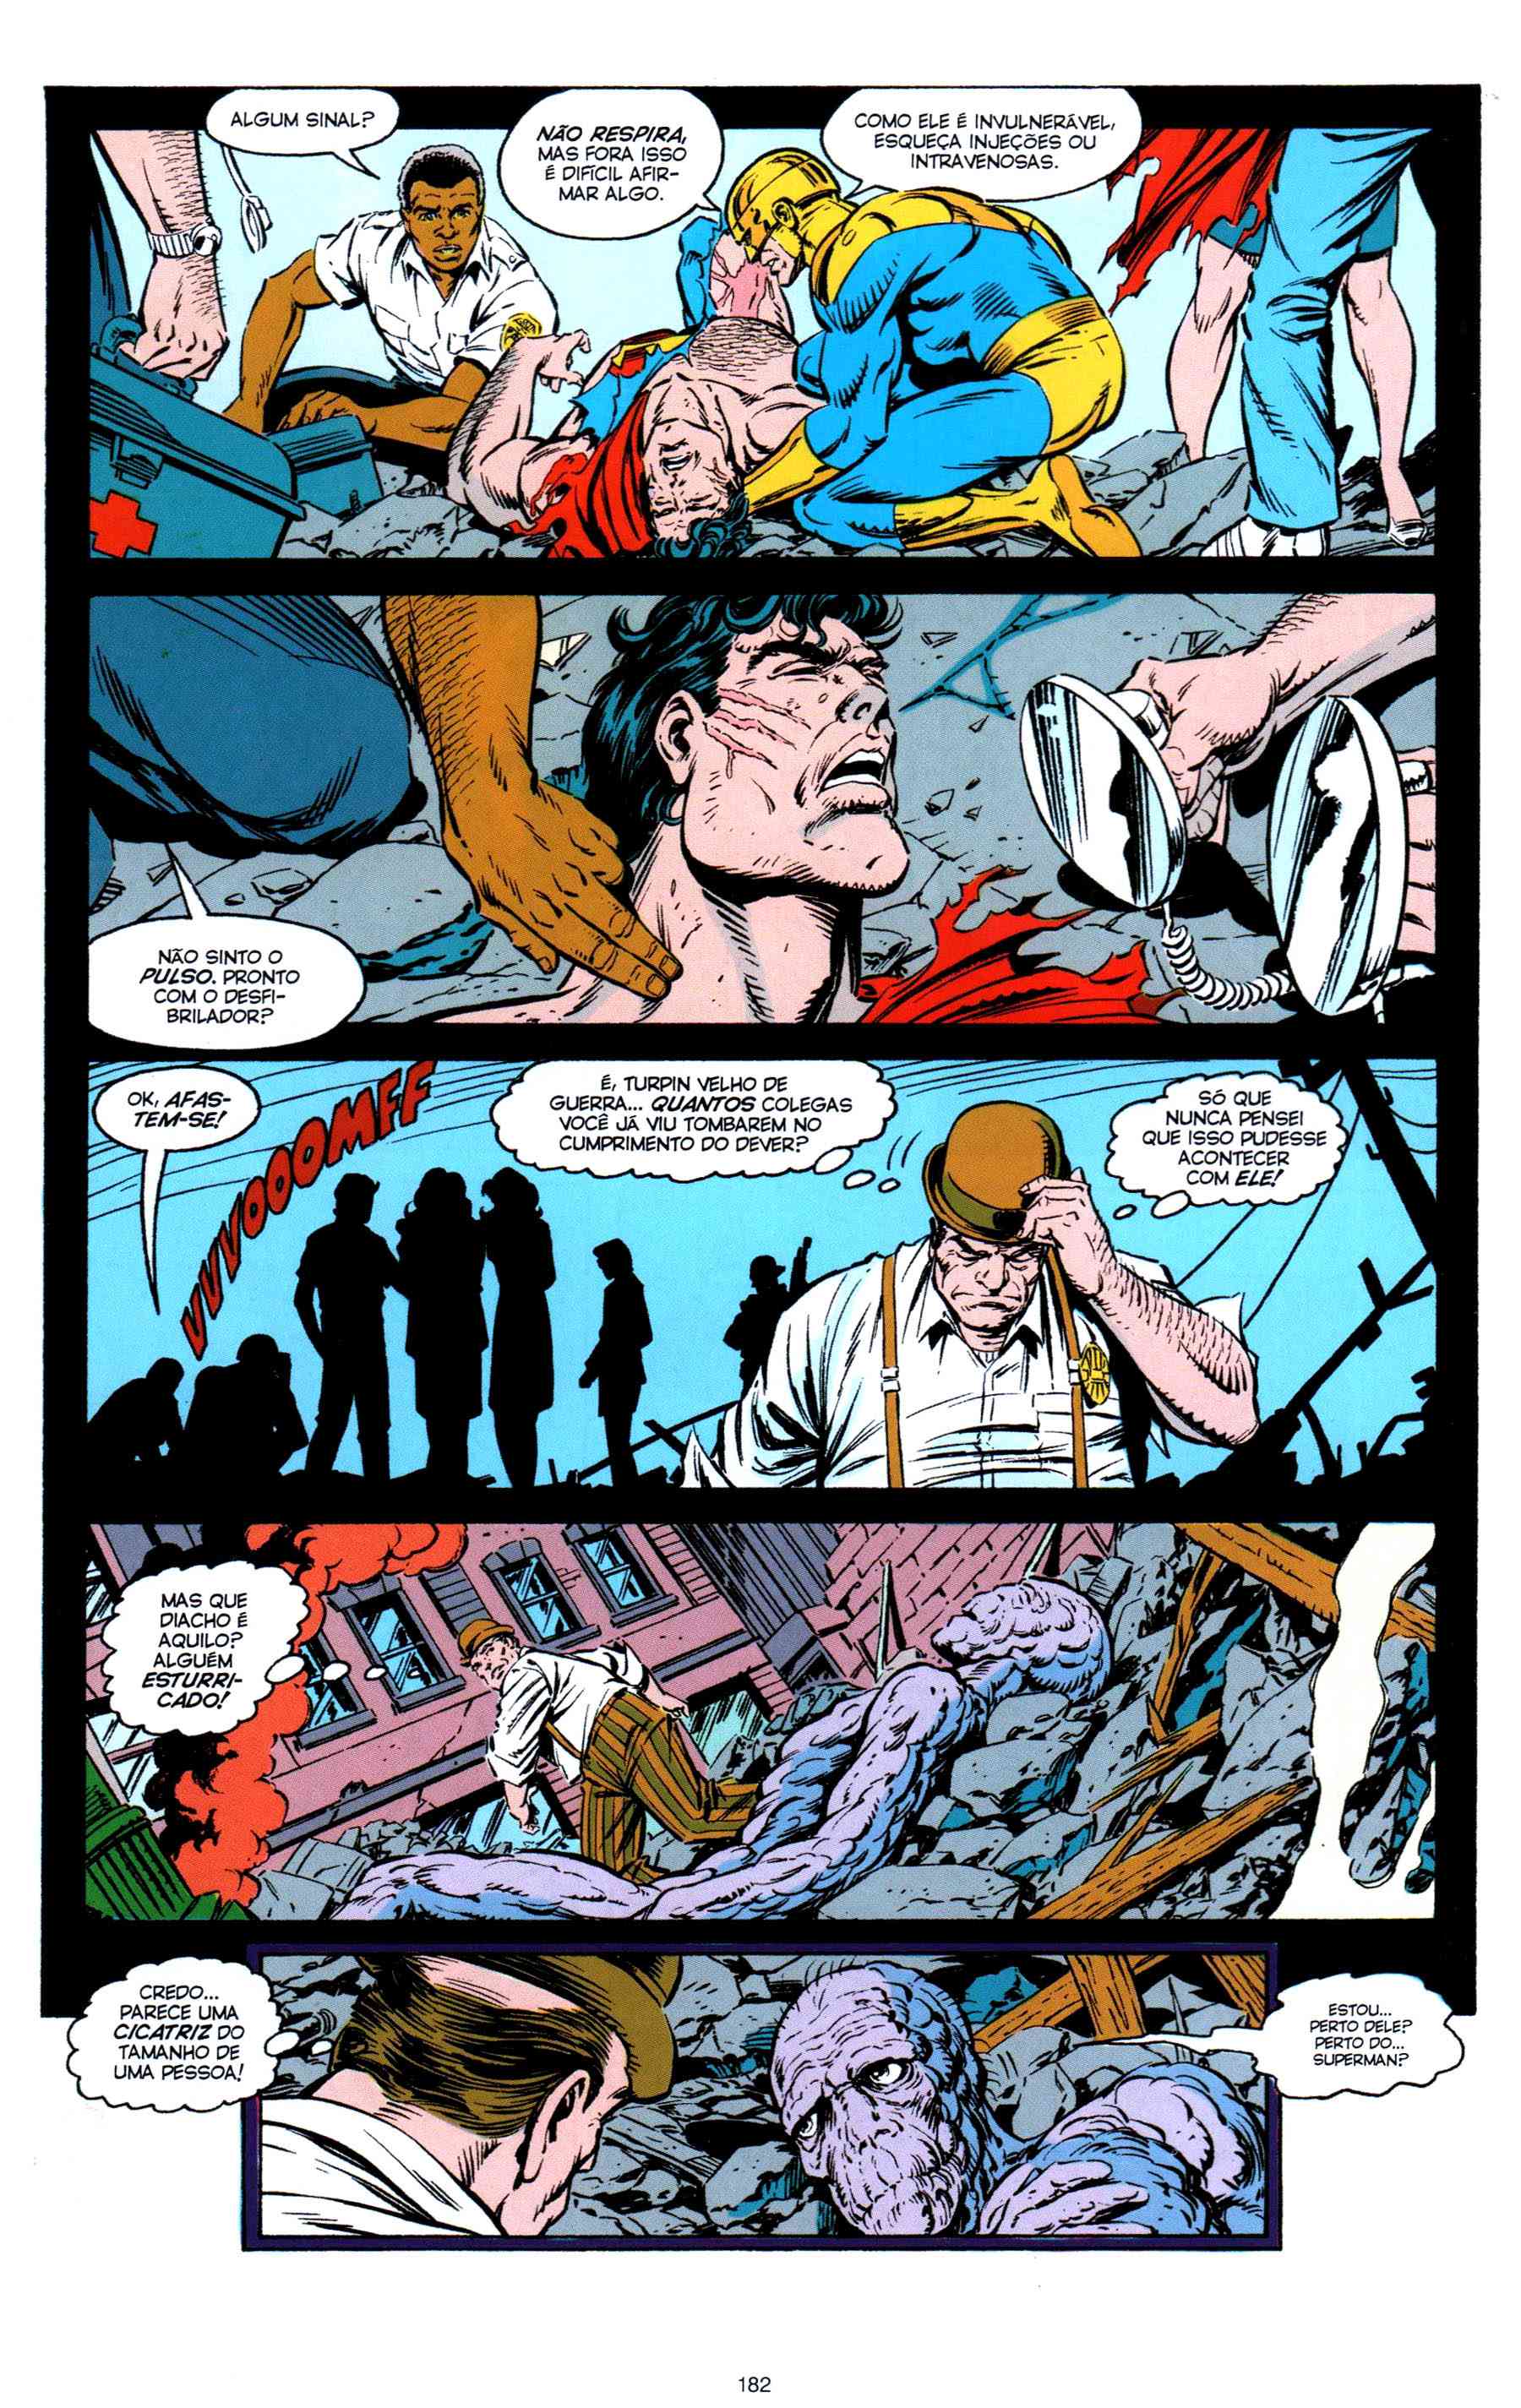 ALGUM SINAL?
NÃO RESPIRA,
MAS FORA ISSO
É DIFÍCIL AFIR-
MAR ALGO.
COMO ELE É INVULNERÁVEL,
ESQUEÇA INJEÇÕES OU
INTRAVENOSAS.
NÃO SINTO O
PULSO. PRONTO
COM O DESFI-
BRILADOR?
OK, AFAS-
TEM-SE!
VVVOOOMFF
É, TURPIN VELHO DE
GUERRA... QUANTOS COLEGAS
VOCÊ JÁ VIU TOMBAREM NO
CUMPRIMENTO DO DEVER?
SÓ QUE
NUNCA PENSEI
QUE ISSO PUDESSE
ACONTECER
COM ELE!
MAS QUE
DIACHO É
AQUILO?
ALGUÉM
ESTURRI-
CADO!
CREDO...
PARECE UMA
CICATRIZ DO
TAMANHO DE
UMA PESSOA!
ESTOU...
PERTO DELE?
PERTO DO...
SUPERMAN?
182